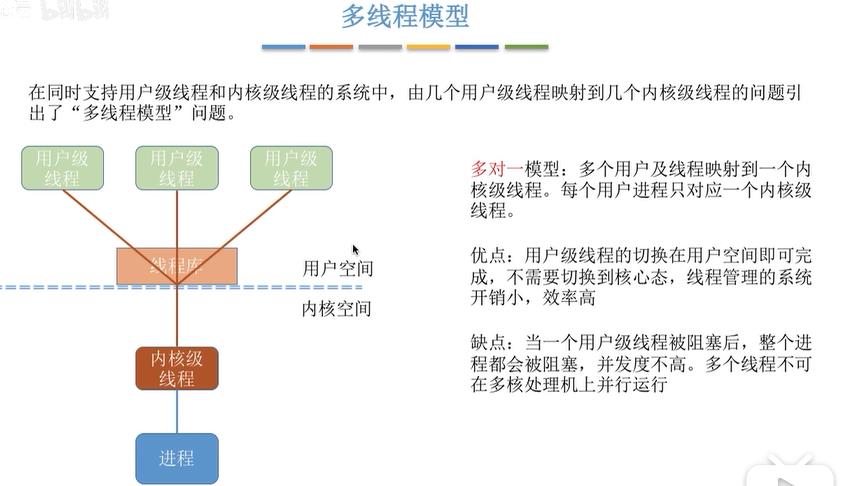 bilibili
多线程模型
在同时支持用户级线程和内核级线程的系统中，由几个用户级线程映射到几个内核级线程的问题引
出了“多线程模型”问题。
用户级
线程
用户级
线程
用户级
线程
线程库
用户空间
内核空间
内核级
线程
进程
多对一模型：多个用户及线程映射到一个内
核级线程。每个用户进程只对应一个内核级
线程。
优点：用户级线程的切换在用户空间即可完
成，不需要切换到核心态，线程管理的系统
开销小，效率高
缺点：当一个用户级线程被阻塞后，整个进
程都会被阻塞，并发度不高。多个线程不可
在多核处理机上并行运行